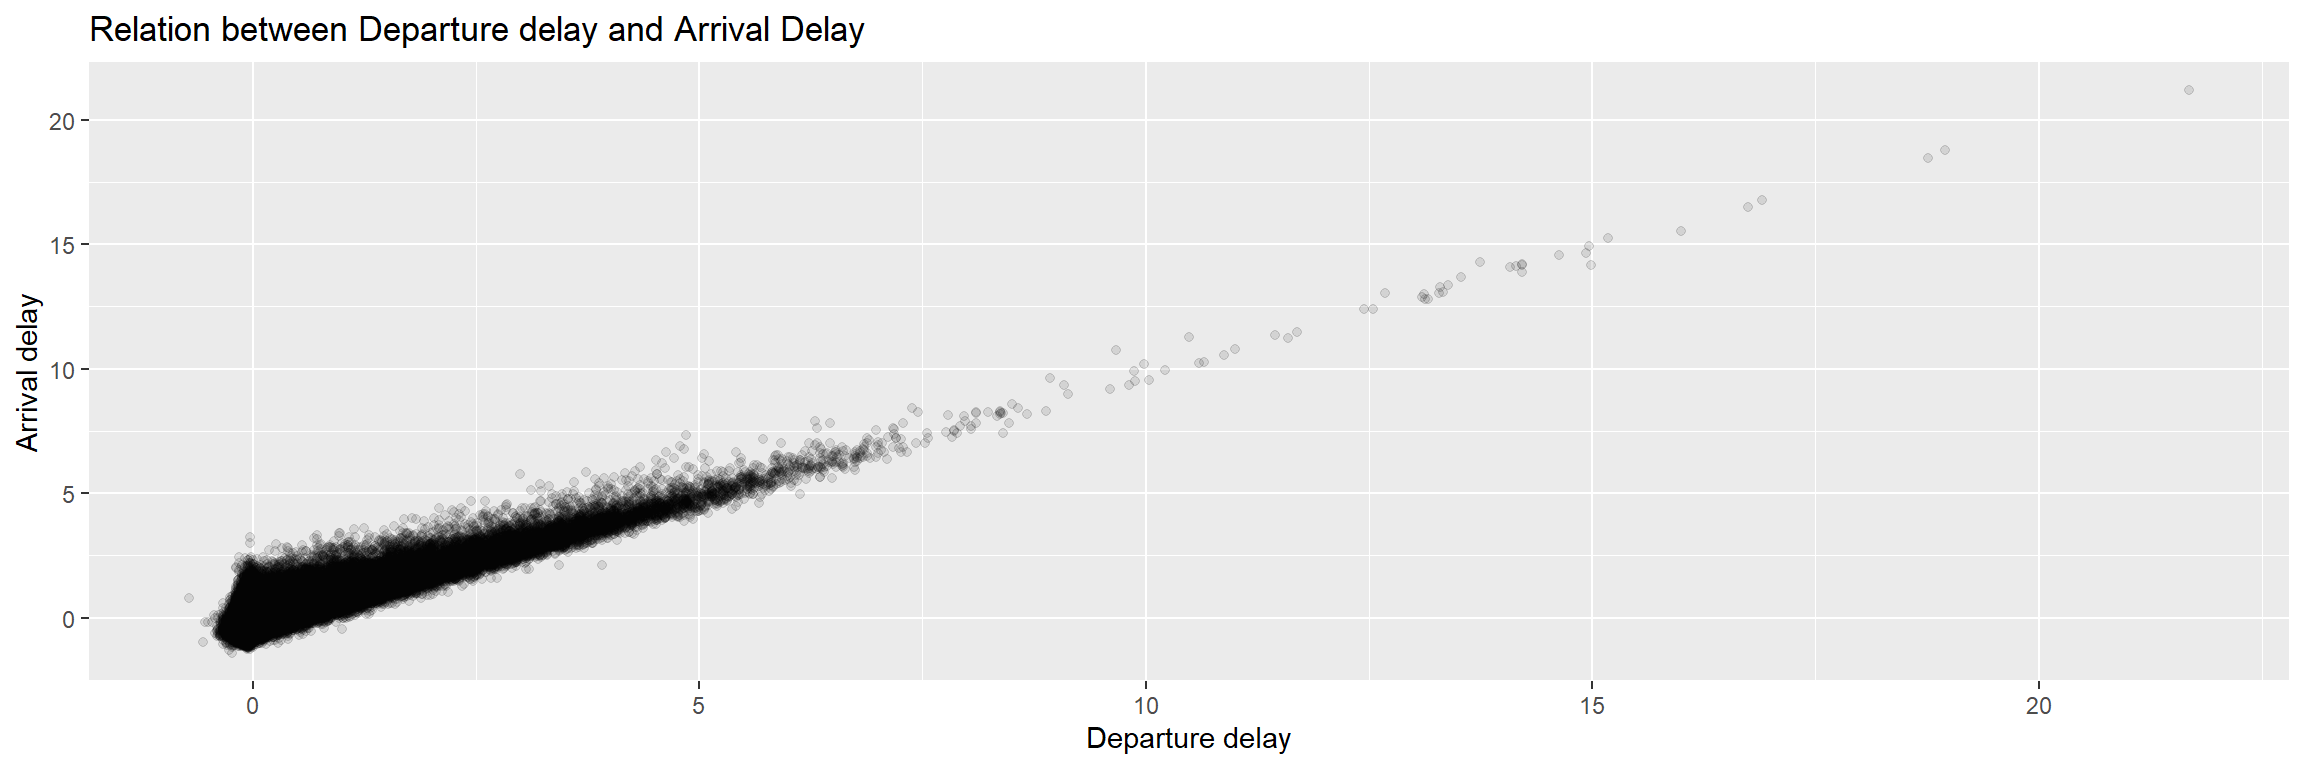 Relation between Departure delay and Arrival Delay
20
15
10
5
0
Arrival delay
0 5 10 15 20
Departure delay